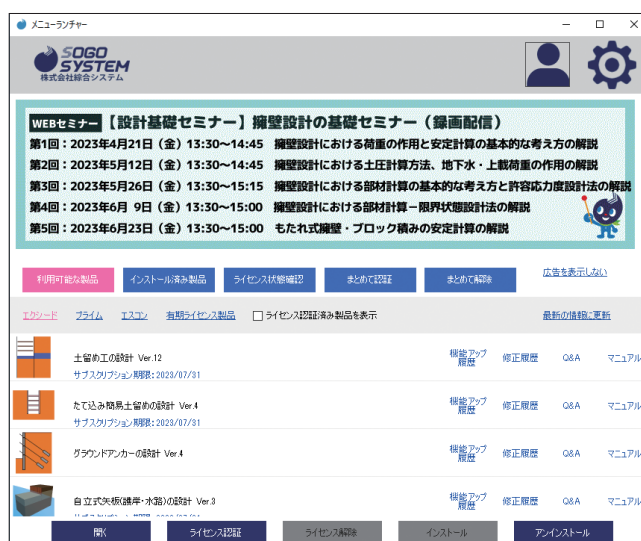 メニューランチャー
SOGO
SYSTEM
株式会社綜合システム
WEBセミナー 【設計基礎セミナー】擁壁設計の基礎セミナー（録画配信）
第1回：2023年4月21日（金）13:30～14:45 擁壁設計における荷重の作用と安定計算の基本的な考え方の解説
第2回：2023年5月12日（金）13:30～14:45 擁壁設計における土圧計算方法、地下水・上載荷重の作用の解説
第3回：2023年5月26日（金）13:30～15:15 擁壁設計における部材計算の基本的な考え方と許容応力度設計法の解説
第4回：2023年6月 9日（金）13:30～15:00 擁壁設計における部材計算－限界状態設計法の解説
第5回：2023年6月23日（金）13:30～15:00 もたれ式擁壁・ブロック積みの安定計算の解説
利用可能な製品 インストール済み製品 ライセンス状態確認 まとめて認証 まとめて解除 広告を表示しない
エクシード プライム エスコン 有期ライセンス製品 ライセンス認証済み製品を表示 最新の情報に更新
土留め工の設計 Ver.12 機能アップ履歴 修正履歴 Q&A マニュアル
サブスクリプション期限：2023/07/31
たて込み簡易土留めの設計 Ver.4 機能アップ履歴 修正履歴 Q&A マニュアル
サブスクリプション期限：2023/07/31
グラウンドアンカーの設計 Ver.4 機能アップ履歴 修正履歴 Q&A マニュアル
自立式矢板(護岸・水路)の設計 Ver.3 機能アップ履歴 修正履歴 Q&A マニュアル
開く ライセンス認証 ライセンス解除 インストール アンインストール